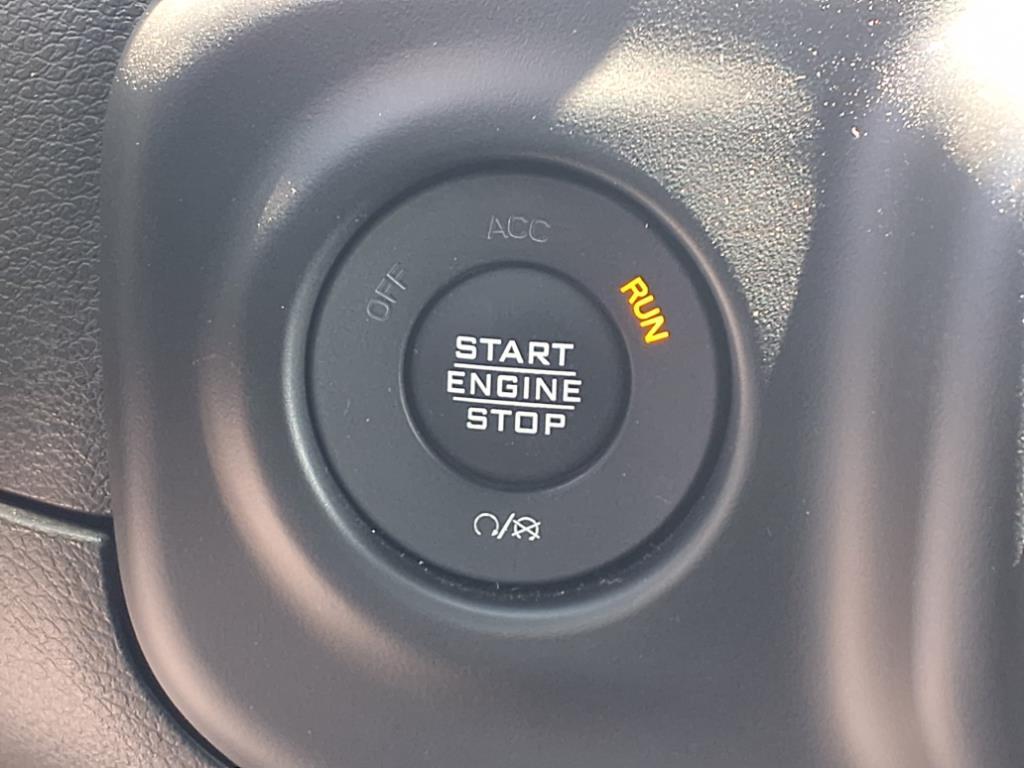 ACC
OFF
RUN
START
ENGINE
STOP